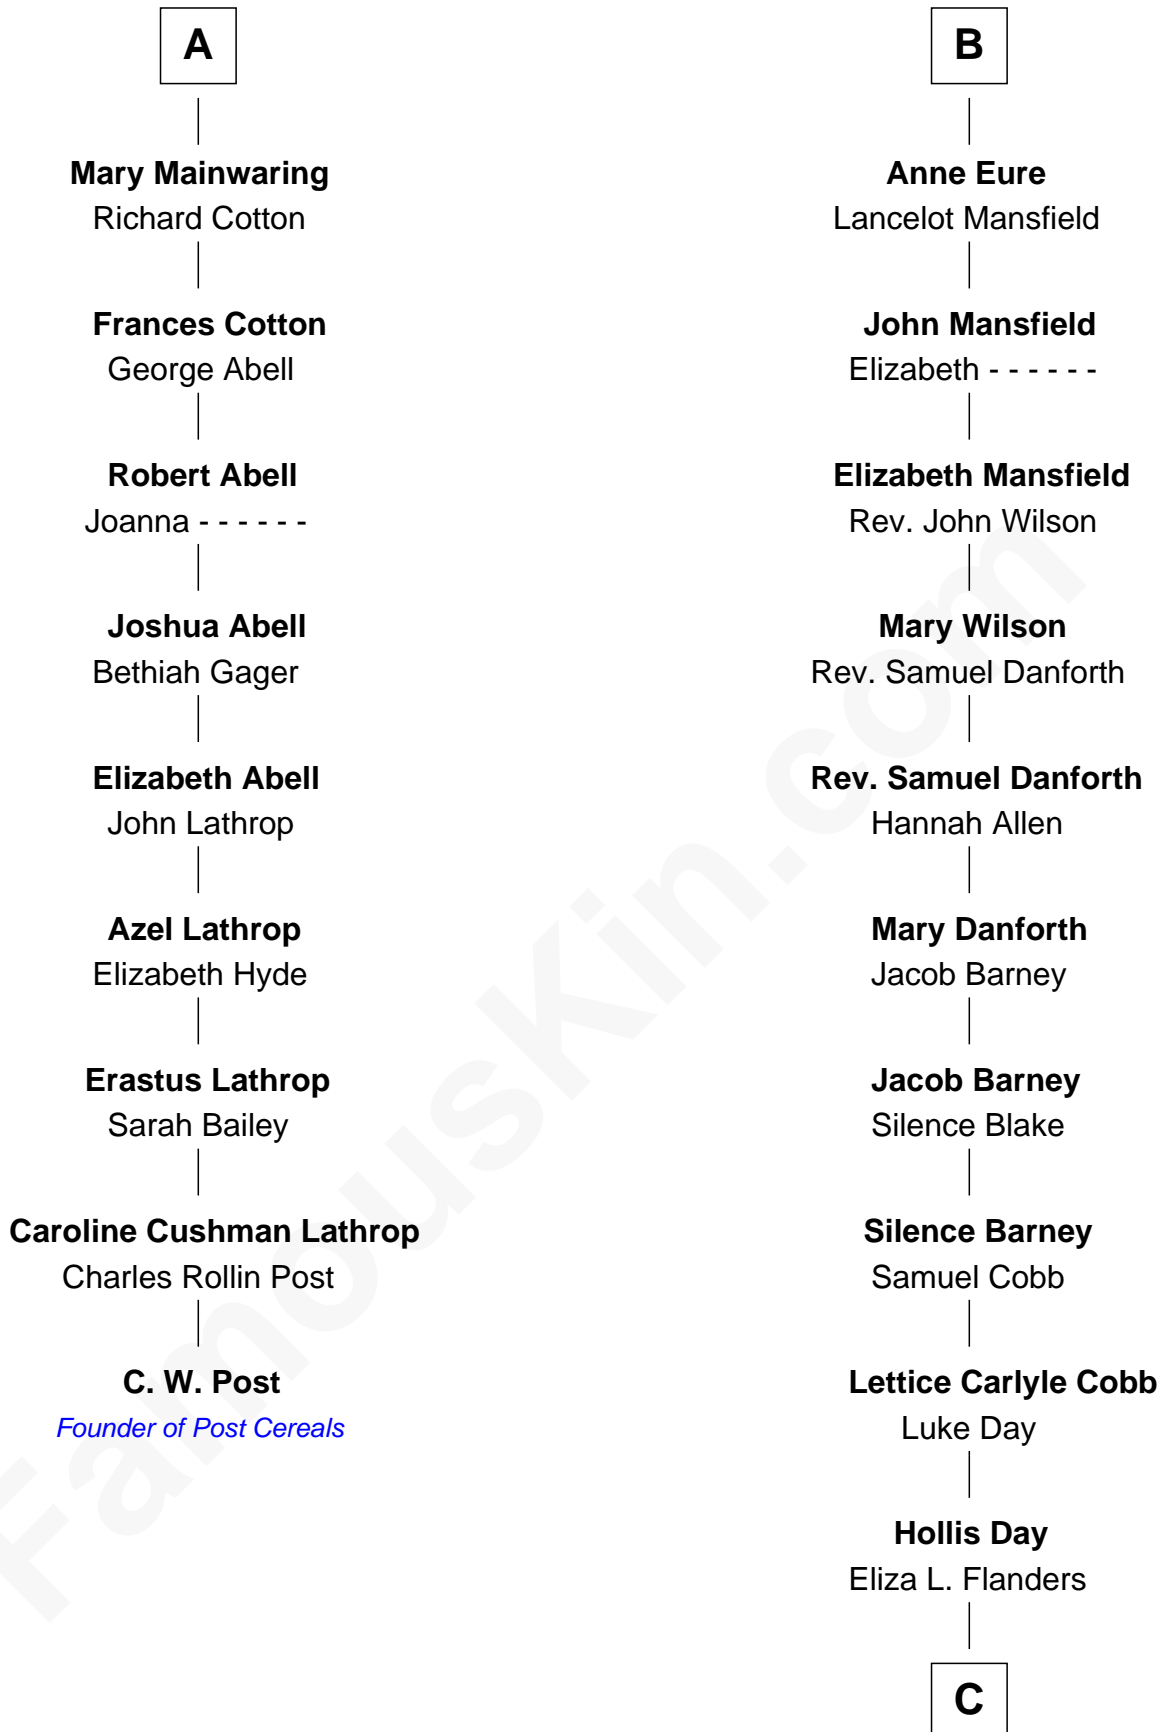 A
Mary Mainwaring
Richard Cotton
Frances Cotton
George Abell
Robert Abell
Joanna - - - - - -
Joshua Abell
Bethiah Gager
Elizabeth Abell
John Lathrop
Azel Lathrop
Elizabeth Hyde
Erastus Lathrop
Sarah Bailey
Caroline Cushman Lathrop
Charles Rollin Post
C. W. Post
Founder of Post Cereals
B
Anne Eure
Lancelot Mansfield
John Mansfield
Elizabeth - - - - - -
Elizabeth Mansfield
Rev. John Wilson
Mary Wilson
Rev. Samuel Danforth
Rev. Samuel Danforth
Hannah Allen
Mary Danforth
Jacob Barney
Jacob Barney
Silence Blake
Silence Barney
Samuel Cobb
Lettice Carlyle Cobb
Luke Day
Hollis Day
Eliza L. Flanders
C
FamousKin.com